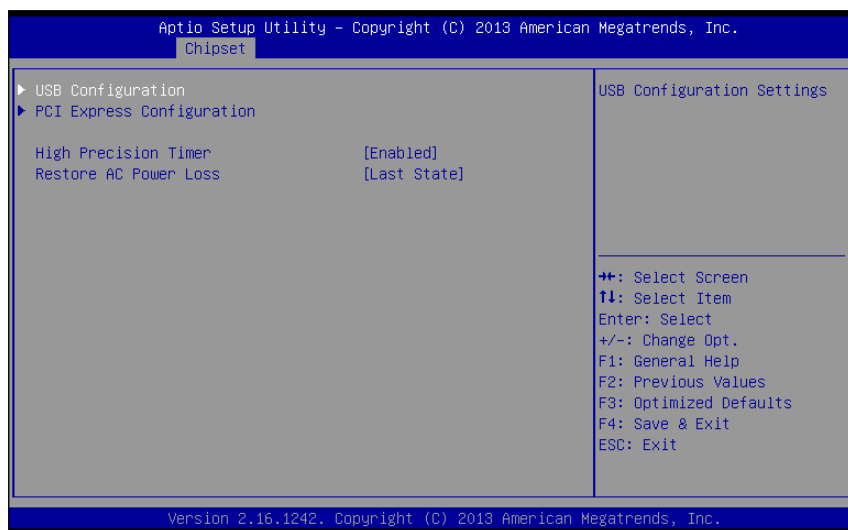 Aptio Setup Utility – Copyright (C) 2013 American Megatrends, Inc.
Chipset
▶ USB Configuration
▶ PCI Express Configuration
High Precision Timer [Enabled]
Restore AC Power Loss [Last State]
USB Configuration Settings
→←: Select Screen
↑↓: Select Item
Enter: Select
+/-: Change Opt.
F1: General Help
F2: Previous Values
F3: Optimized Defaults
F4: Save & Exit
ESC: Exit
Version 2.16.1242. Copyright (C) 2013 American Megatrends, Inc.